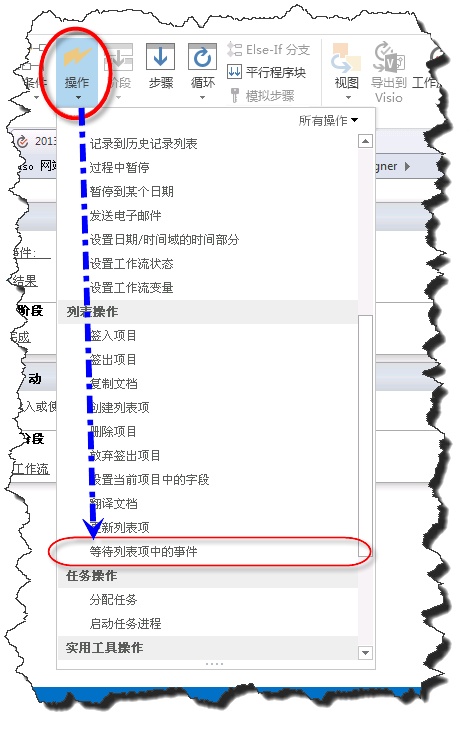 条件
操作
阶段
步骤
循环
Else-If 分支
平行程序块
模拟步骤
视图
导出到
Visio
工作
所有操作
2013
记录到历史记录列表
过程中暂停
gner
网站
暂停到某个日期
发送电子邮件
设置日期/时间域的时间部分
事件:
设置工作流状态
结果
设置工作流变量
阶段
列表操作
完成
签入项目
签出项目
动
复制文档
创建列表项
删除项目
阶段
放弃签出项目
工作流
设置当前项目中的字段
翻译文档
更新列表项
等待列表项中的事件
任务操作
分配任务
启动任务进程
实用工具操作